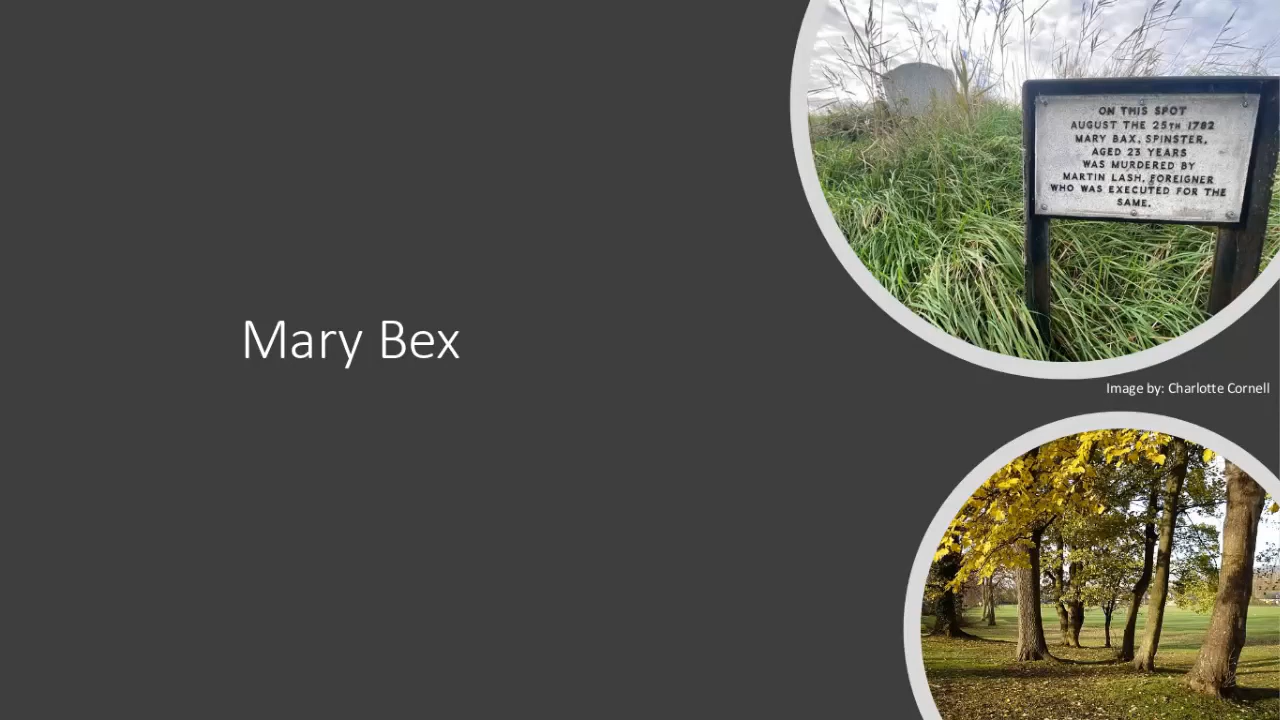 Mary Bex
ON THIS SPOT
AUGUST THE 25TH 1782
MARY BAX, SPINSTER,
AGED 23 YEARS
WAS MURDERED BY
MARTIN LASH, FOREIGNER
WHO WAS EXECUTED FOR THE
SAME.
Image by: Charlotte Cornell